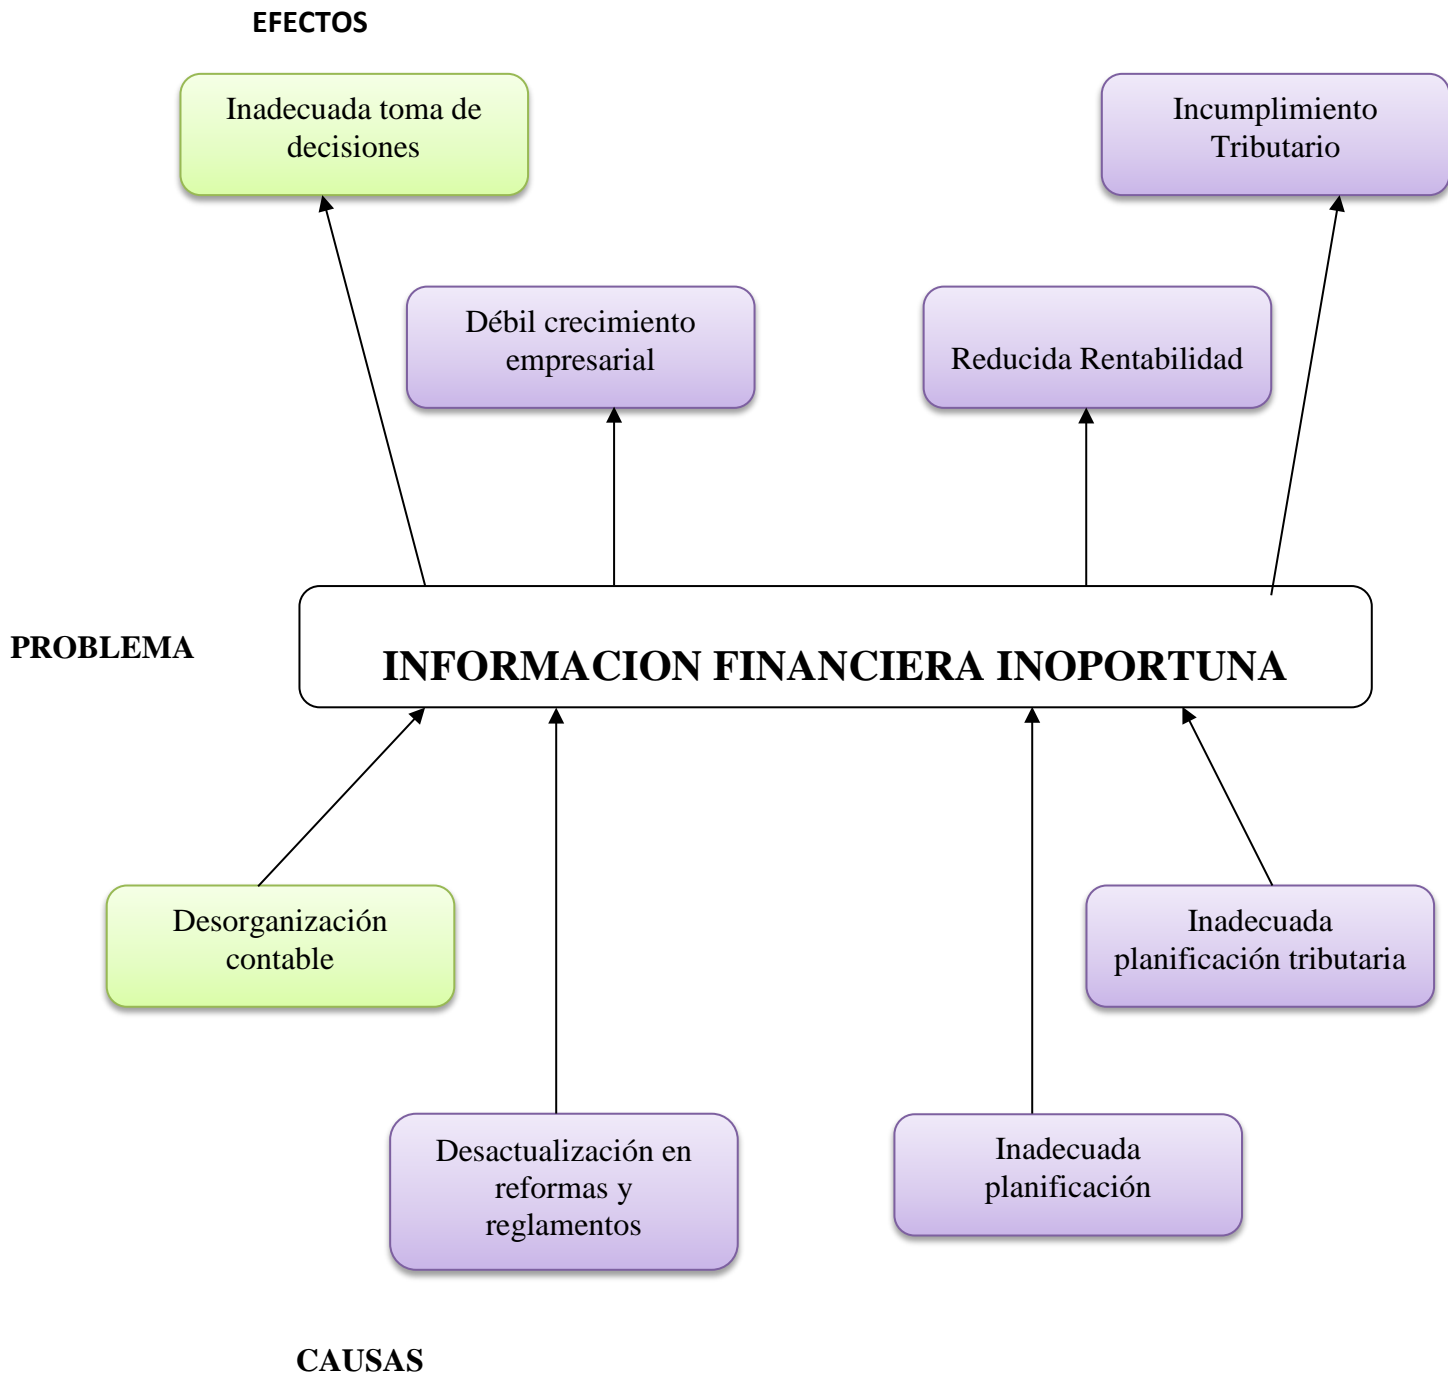 EFECTOS
Inadecuada toma de
decisiones
Incumplimiento
Tributario
Débil crecimiento
empresarial
Reducida Rentabilidad
PROBLEMA
INFORMACION FINANCIERA INOPORTUNA
Desorganización
contable
Inadecuada
planificación tributaria
Desactualización en
reformas y
reglamentos
Inadecuada
planificación
CAUSAS